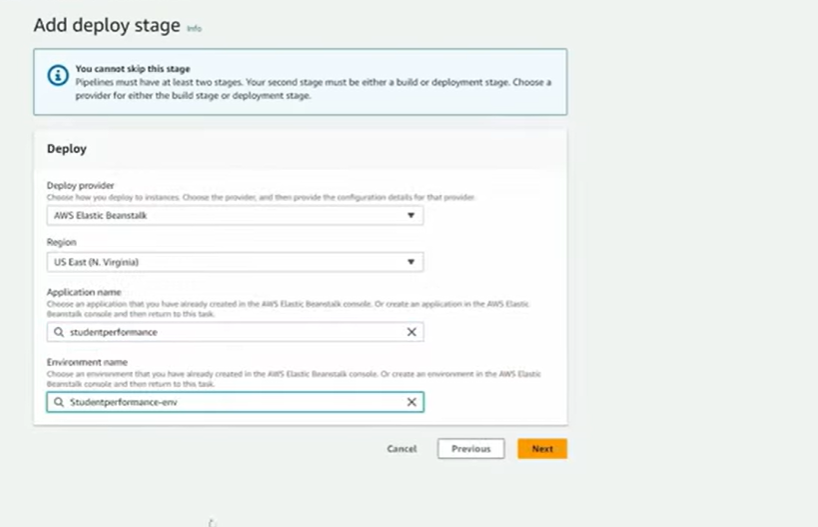 Add deploy stage Info
You cannot skip this stage
Pipelines must have at least two stages. Your second stage must be either a build or deployment stage. Choose a
provider for either the build stage or deployment stage.
Deploy
Deploy provider
Choose how you deploy to instances. Choose the provider, and then provide the configuration details for that provider.
AWS Elastic Beanstalk
Region
US East (N. Virginia)
Application name
Choose an application that you have already created in the AWS Elastic Beanstalk console. Or create an application in the AWS Elastic
Beanstalk console and then return to this task.
studentperformance
Environment name
Choose an environment that you have already created in the AWS Elastic Beanstalk console. Or create an environment in the AWS Elastic
Beanstalk console and then return to this task.
Studentperformance-env
Cancel Previous Next